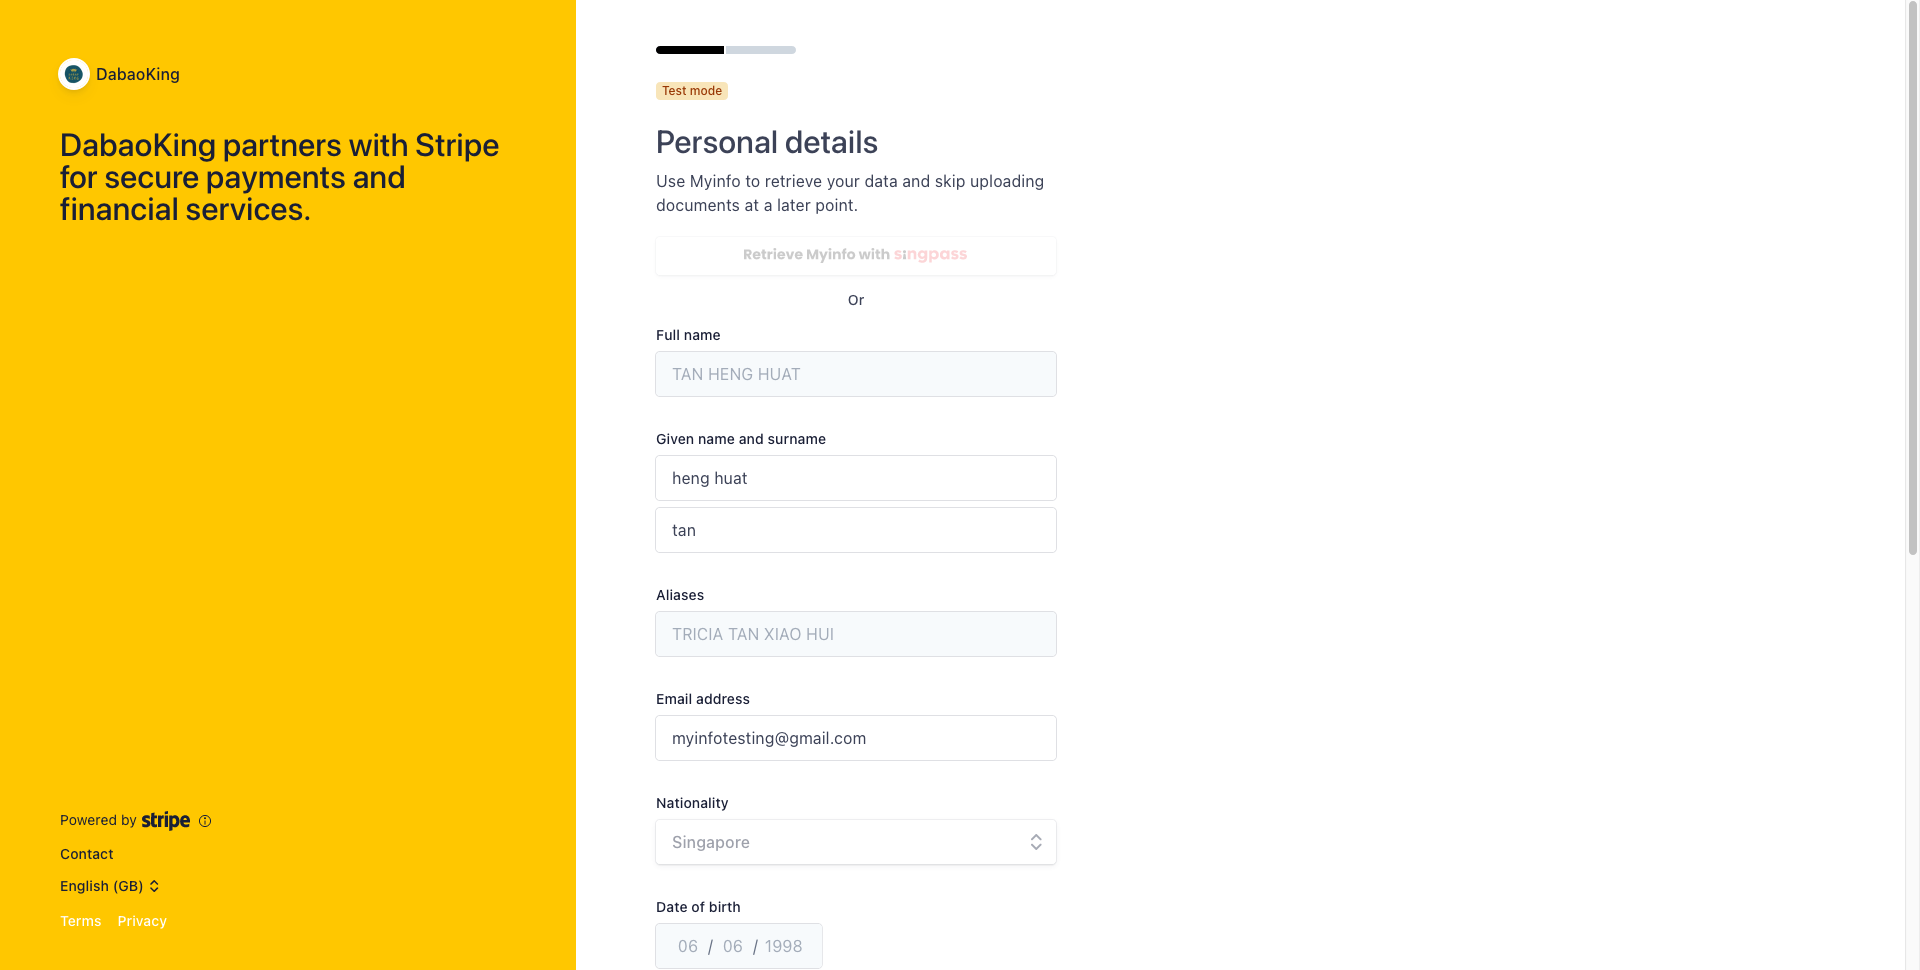 DabaoKing
DabaoKing partners with Stripe
for secure payments and
financial services.
Powered by stripe
Contact
English (GB)
Terms Privacy
Test mode
Personal details
Use Myinfo to retrieve your data and skip uploading
documents at a later point.
Retrieve Myinfo with singpass
Or
Full name
TAN HENG HUAT
Given name and surname
heng huat
tan
Aliases
TRICIA TAN XIAO HUI
Email address
myinfotesting@gmail.com
Nationality
Singapore
Date of birth
06 / 06 / 1998